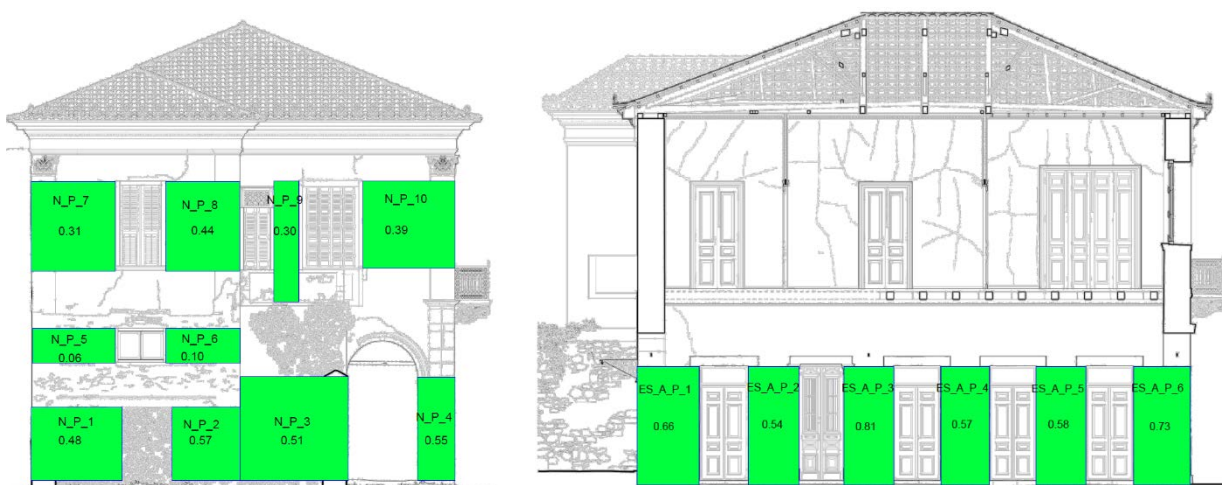 N_P_7
0.31
N_P_8
0.44
N_P_9
0.30
N_P_10
0.39
N_P_5
0.06
N_P_6
0.10
N_P_1
0.48
N_P_2
0.57
N_P_3
0.51
N_P_4
0.55
ES_A_P_1
0.66
ES_A_P_2
0.54
ES_A_P_3
0.81
ES_A_P_4
0.57
ES_A_P_5
0.58
ES_A_P_6
0.73